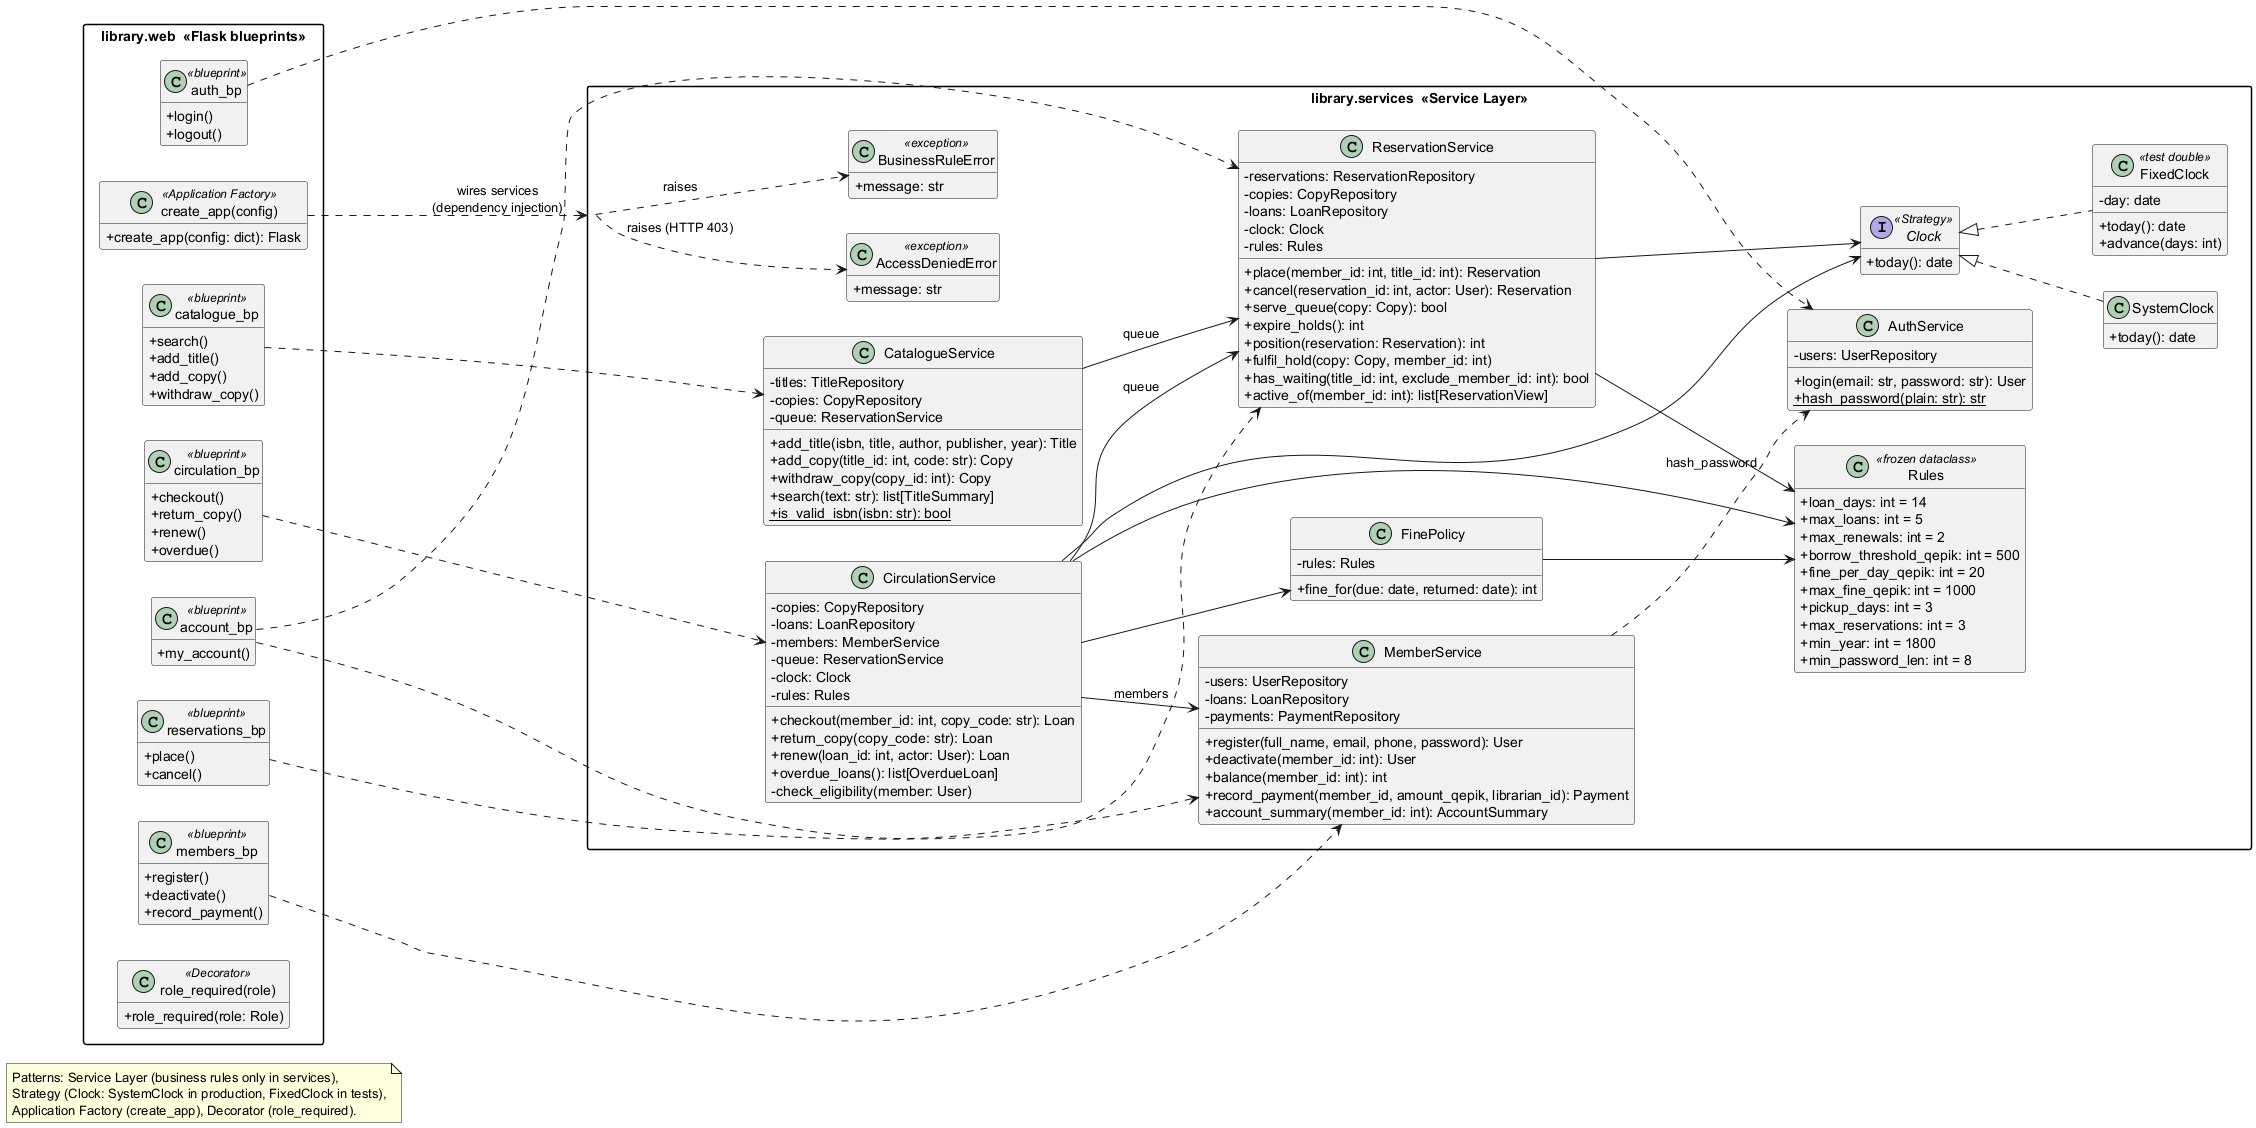 library.web «Flask blueprints»
«blueprint»
auth_bp
+login()
+logout()
«Application Factory»
create_app(config)
+create_app(config: dict): Flask
«blueprint»
catalogue_bp
+search()
+add_title()
+add_copy()
+withdraw_copy()
«blueprint»
circulation_bp
+checkout()
+return_copy()
+renew()
+overdue()
«blueprint»
account_bp
+my_account()
«blueprint»
reservations_bp
+place()
+cancel()
«blueprint»
members_bp
+register()
+deactivate()
+record_payment()
«Decorator»
role_required(role)
+role_required(role: Role)
wires services
(dependency injection)
library.services «Service Layer»
raises
raises (HTTP 403)
«exception»
BusinessRuleError
+message: str
«exception»
AccessDeniedError
+message: str
CatalogueService
-titles: TitleRepository
-copies: CopyRepository
-queue: ReservationService
+add_title(isbn, title, author, publisher, year): Title
+add_copy(title_id: int, code: str): Copy
+withdraw_copy(copy_id: int): Copy
+search(text: str): list[TitleSummary]
+is_valid_isbn(isbn: str): bool
CirculationService
-copies: CopyRepository
-loans: LoanRepository
-members: MemberService
-queue: ReservationService
-clock: Clock
-rules: Rules
+checkout(member_id: int, copy_code: str): Loan
+return_copy(copy_code: str): Loan
+renew(loan_id: int, actor: User): Loan
+overdue_loans(): list[OverdueLoan]
-check_eligibility(member: User)
queue
queue
members
ReservationService
-reservations: ReservationRepository
-copies: CopyRepository
-loans: LoanRepository
-clock: Clock
-rules: Rules
+place(member_id: int, title_id: int): Reservation
+cancel(reservation_id: int, actor: User): Reservation
+serve_queue(copy: Copy): bool
+expire_holds(): int
+position(reservation: Reservation): int
+fulfil_hold(copy: Copy, member_id: int)
+has_waiting(title_id: int, exclude_member_id: int): bool
+active_of(member_id: int): list[ReservationView]
FinePolicy
-rules: Rules
+fine_for(due: date, returned: date): int
MemberService
-users: UserRepository
-loans: LoanRepository
-payments: PaymentRepository
+register(full_name, email, phone, password): User
+deactivate(member_id: int): User
+balance(member_id: int): int
+record_payment(member_id, amount_qepik, librarian_id): Payment
+account_summary(member_id: int): AccountSummary
hash_password
«Strategy»
Clock
+today(): date
AuthService
-users: UserRepository
+login(email: str, password: str): User
+hash_password(plain: str): str
«frozen dataclass»
Rules
+loan_days: int = 14
+max_loans: int = 5
+max_renewals: int = 2
+borrow_threshold_qepik: int = 500
+fine_per_day_qepik: int = 20
+max_fine_qepik: int = 1000
+pickup_days: int = 3
+max_reservations: int = 3
+min_year: int = 1800
+min_password_len: int = 8
«test double»
FixedClock
-day: date
+today(): date
+advance(days: int)
SystemClock
+today(): date
Patterns: Service Layer (business rules only in services),
Strategy (Clock: SystemClock in production, FixedClock in tests),
Application Factory (create_app), Decorator (role_required).